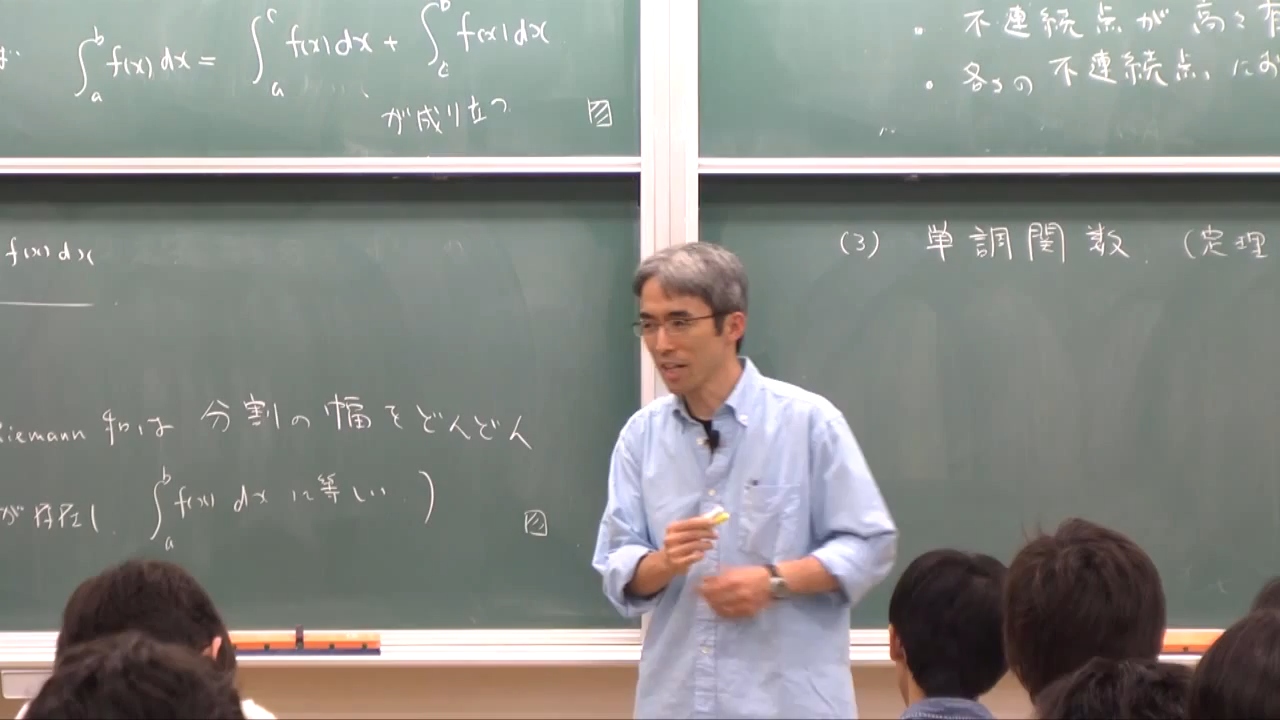 ∫_a^b f(x)dx = ∫_a^c f(x)dx + ∫_c^b f(x)dx
が成り立つ
f(x)dx
Riemann 和は 分割の幅をどんどん
が存在し ∫_a^b f(x)dx に等しい)
・不連続点が 高々有
・各々の 不連続点にお
(3) 単調関数 (定理